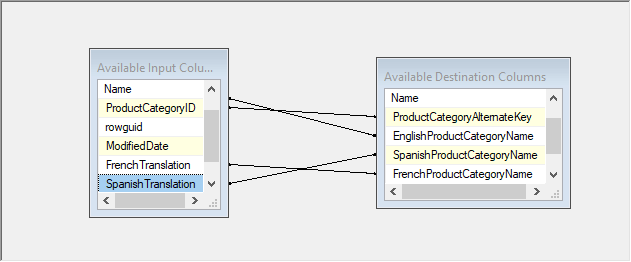 Available Input Colu...
Name
ProductCategoryID
rowguid
ModifiedDate
FrenchTranslation
SpanishTranslation
Available Destination Columns
Name
ProductCategoryAlternateKey
EnglishProductCategoryName
SpanishProductCategoryName
FrenchProductCategoryName